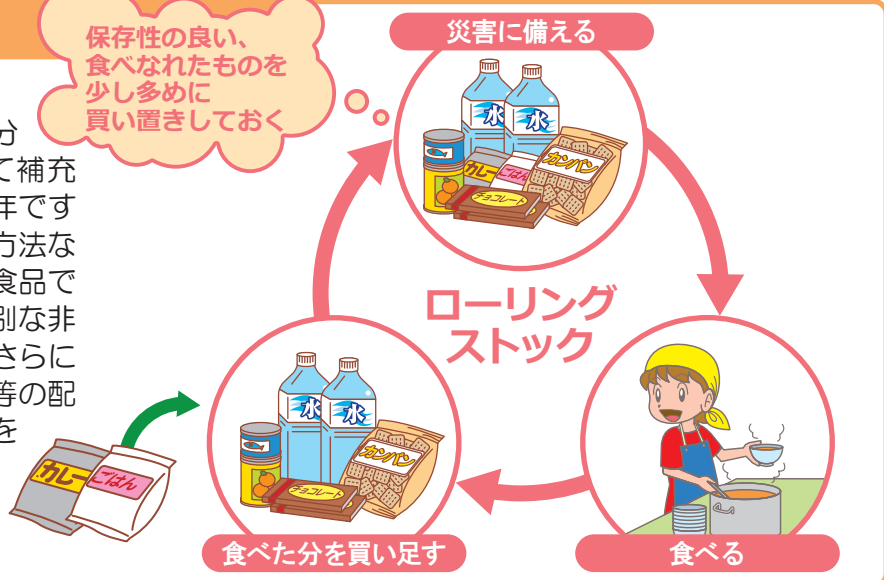 保存性の良い、
食べなれたものを
少し多めに
買い置きしておく
分
て補充
年です
方法な
食品で
別な非
さらに
等の配
を
災害に備える
水
水
カレー
ごはん
カンパン
チョコレート
ローリング
ストック
食べる
水
水
カンパン
チョコレート
食べた分を買い足す
カレー
ごはん